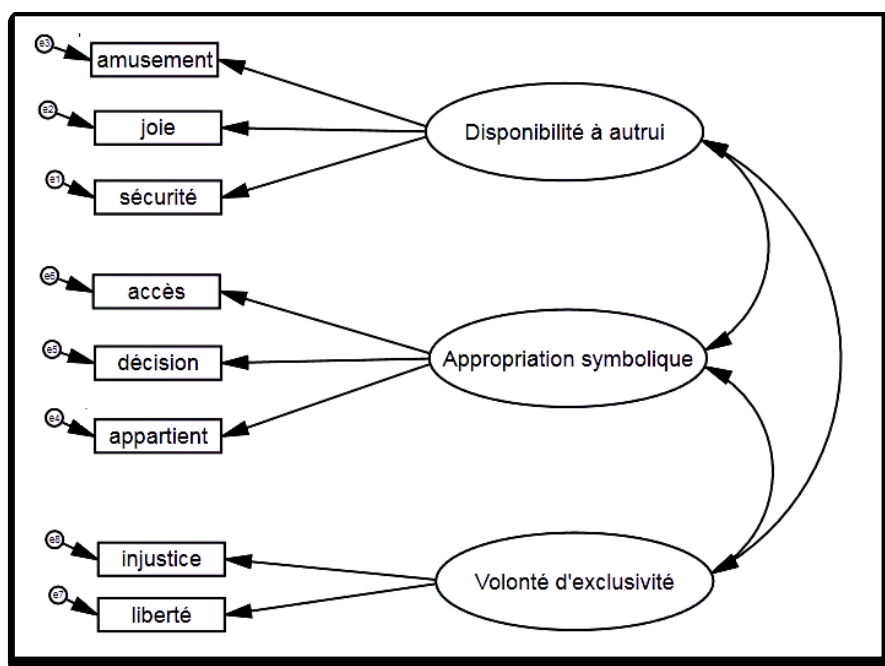 e3
amusement
e2
joie
Disponibilité à autrui
e1
sécurité
e6
accès
e5
décision
Appropriation symbolique
e4
appartient
e8
injustice
Volonté d'exclusivité
e7
liberté